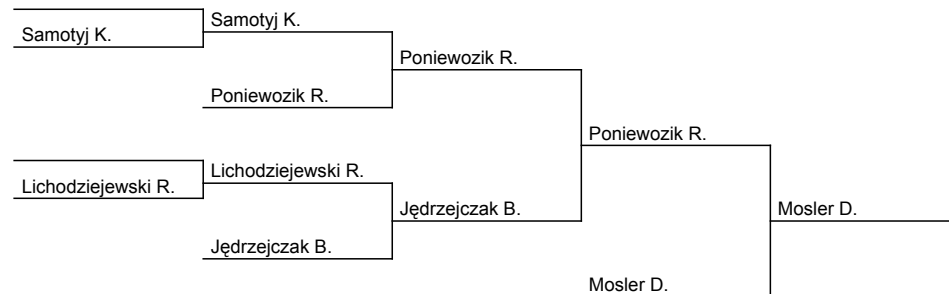 Samotyj K.
Samotyj K.
Poniewozik R.
Poniewozik R.
Poniewozik R.
Lichodziejewski R.
Lichodziejewski R.
Jędrzejczak B.
Mosler D.
Jędrzejczak B.
Mosler D.